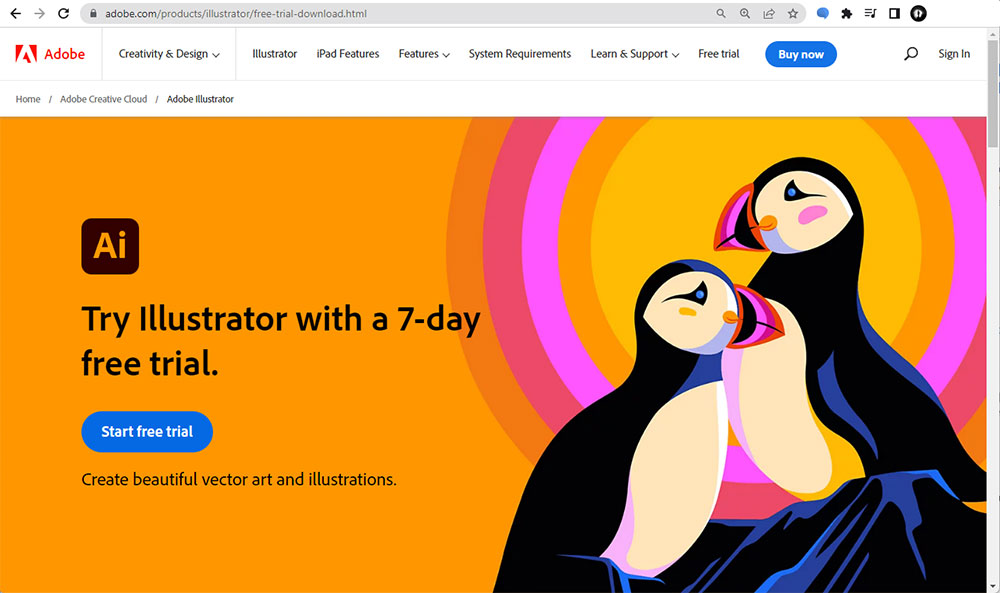 adobe.com/products/illustrator/free-trial-download.html
Adobe
Creativity & Design
Illustrator
iPad Features
Features
System Requirements
Learn & Support
Free trial
Buy now
Sign In
Home / Adobe Creative Cloud / Adobe Illustrator
Ai
Try Illustrator with a 7-day
free trial.
Start free trial
Create beautiful vector art and illustrations.